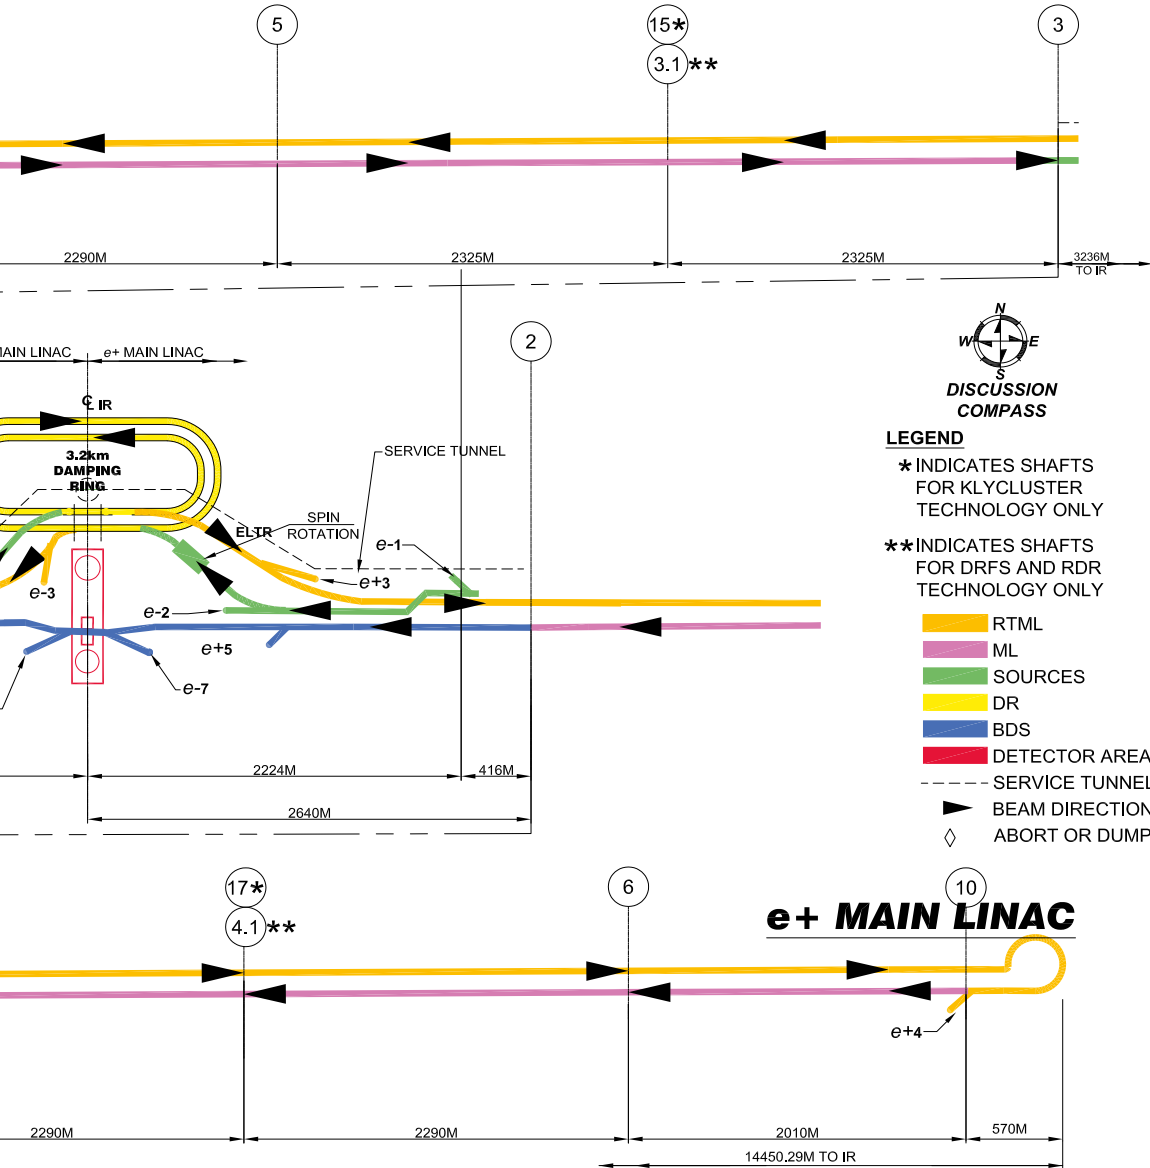 5
15*
3
3.1**
2290M
2325M
2325M
3236M
TO IR
2
N
W
E
S
DISCUSSION
COMPASS
MAIN LINAC
e+ MAIN LINAC
℄ IR
3.2km
DAMPING
RING
SERVICE TUNNEL
LEGEND
* INDICATES SHAFTS
FOR KLYCLUSTER
TECHNOLOGY ONLY
** INDICATES SHAFTS
FOR DRFS AND RDR
TECHNOLOGY ONLY
RTML
ML
SOURCES
DR
BDS
DETECTOR AREA
SERVICE TUNNEL
BEAM DIRECTION
ABORT OR DUMP
ELTR
SPIN
ROTATION
e-1
e+3
e-3
e-2
e+5
e-7
2224M
416M
2640M
17*
4.1**
6
10
e+ MAIN LINAC
e+4
2290M
2290M
2010M
570M
14450.29M TO IR